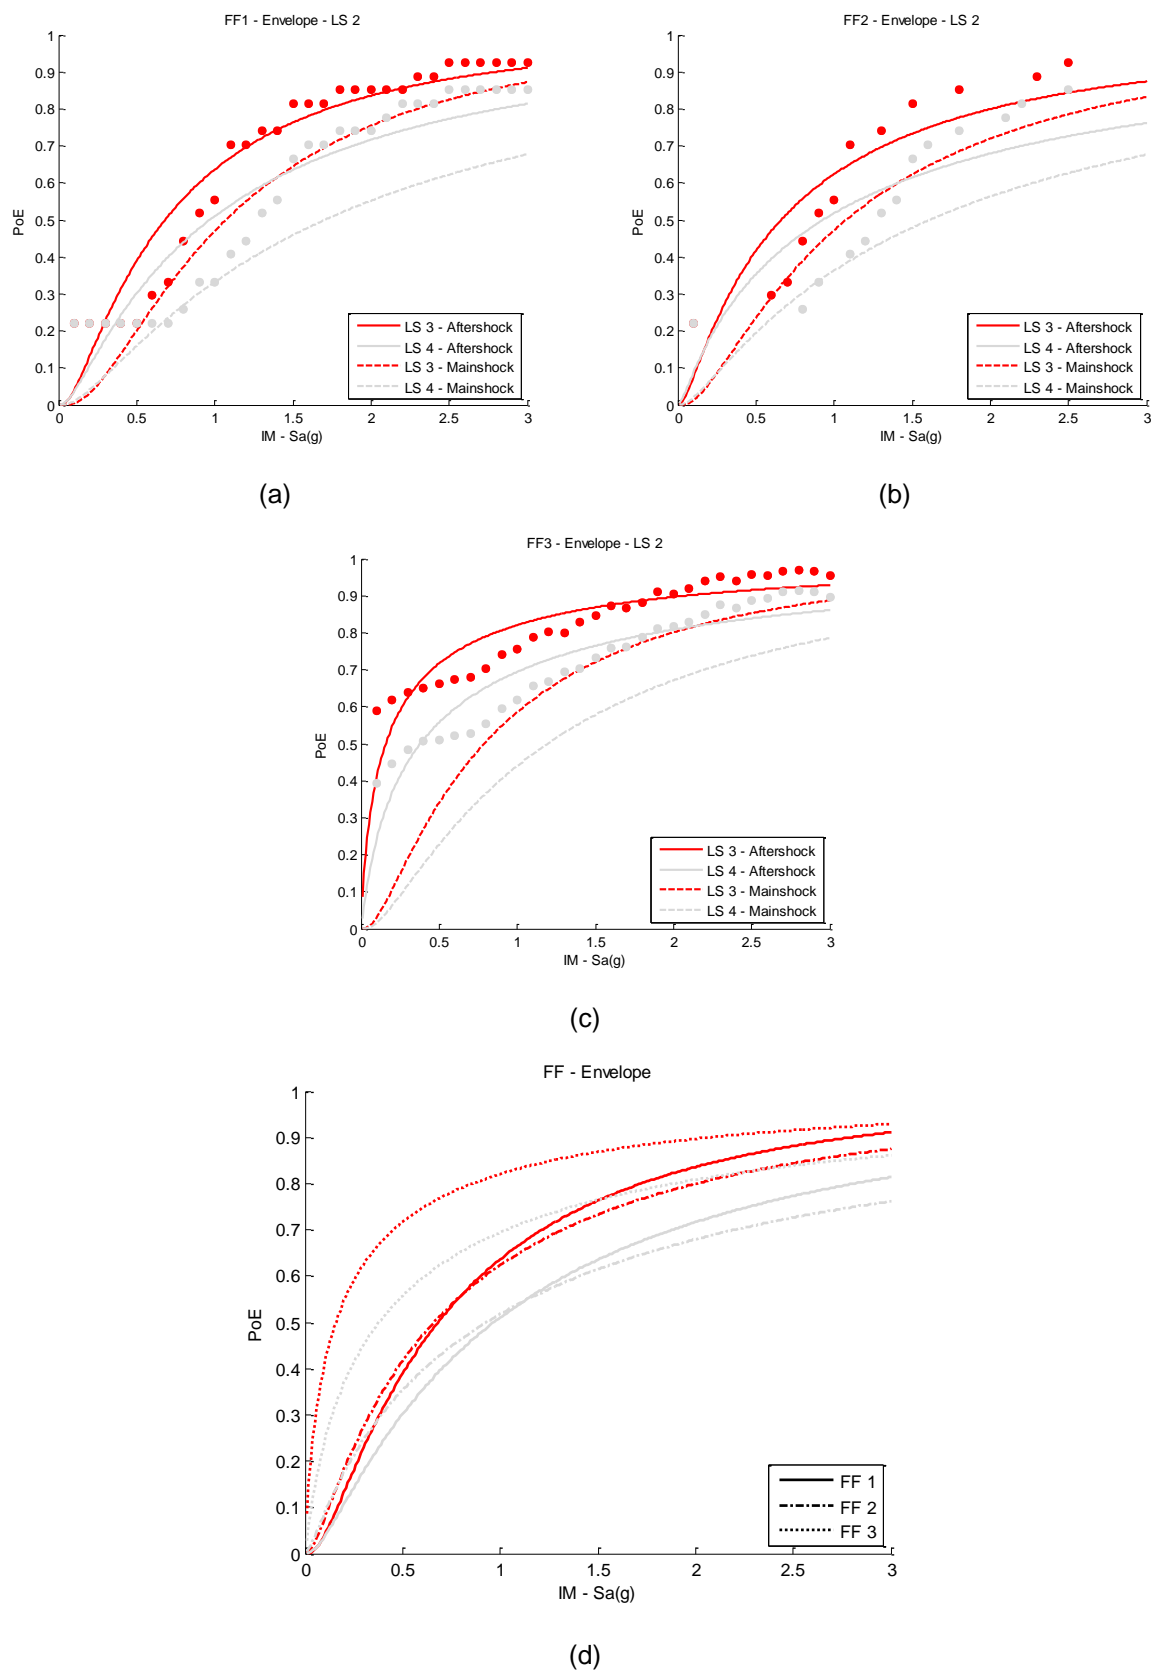 FF1 - Envelope - LS 2
1
0.9
0.8
0.7
0.6
0.5
0.4
0.3
0.2
0.1
0
PoE
0 0.5 1 1.5 2 2.5 3
IM - Sa(g)
LS 3 - Aftershock
LS 4 - Aftershock
LS 3 - Mainshock
LS 4 - Mainshock
(a)
FF2 - Envelope - LS 2
1
0.9
0.8
0.7
0.6
0.5
0.4
0.3
0.2
0.1
0
PoE
0 0.5 1 1.5 2 2.5 3
IM - Sa(g)
LS 3 - Aftershock
LS 4 - Aftershock
LS 3 - Mainshock
LS 4 - Mainshock
(b)
FF3 - Envelope - LS 2
1
0.9
0.8
0.7
0.6
0.5
0.4
0.3
0.2
0.1
0
PoE
0 0.5 1 1.5 2 2.5 3
IM - Sa(g)
LS 3 - Aftershock
LS 4 - Aftershock
LS 3 - Mainshock
LS 4 - Mainshock
(c)
FF - Envelope
1
0.9
0.8
0.7
0.6
0.5
0.4
0.3
0.2
0.1
0
PoE
0 0.5 1 1.5 2 2.5 3
IM - Sa(g)
FF 1
FF 2
FF 3
(d)